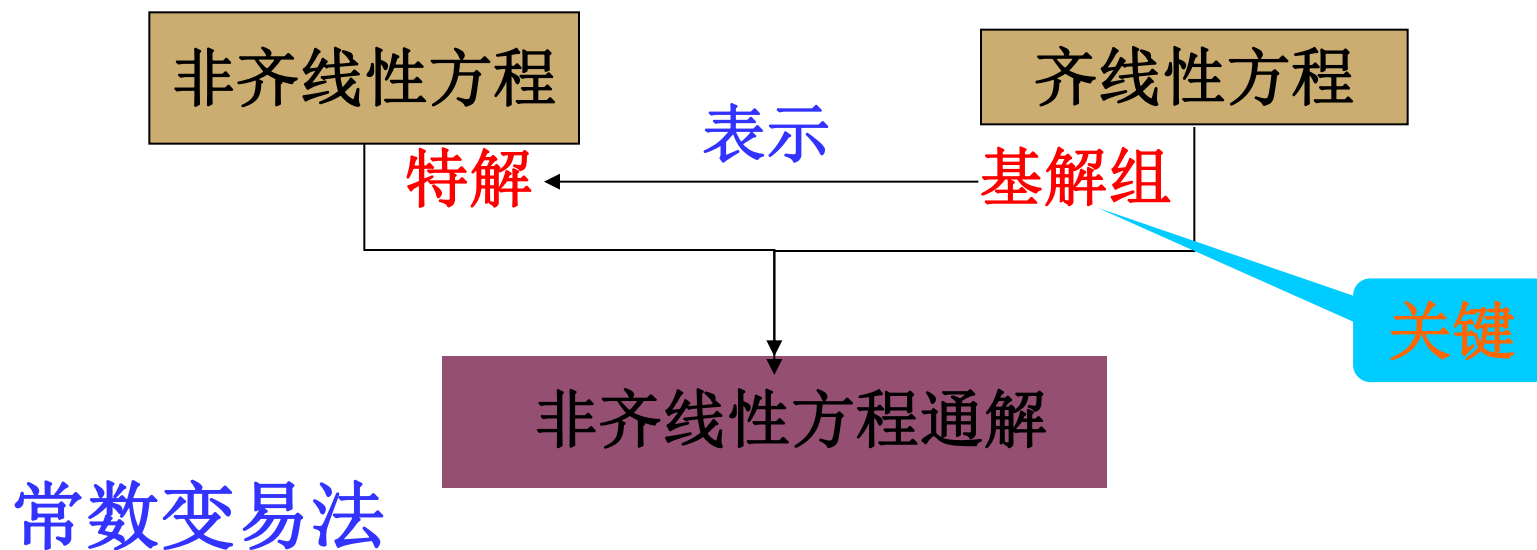 非齐线性方程
齐线性方程
表示
特解
基解组
关键
非齐线性方程通解
常数变易法